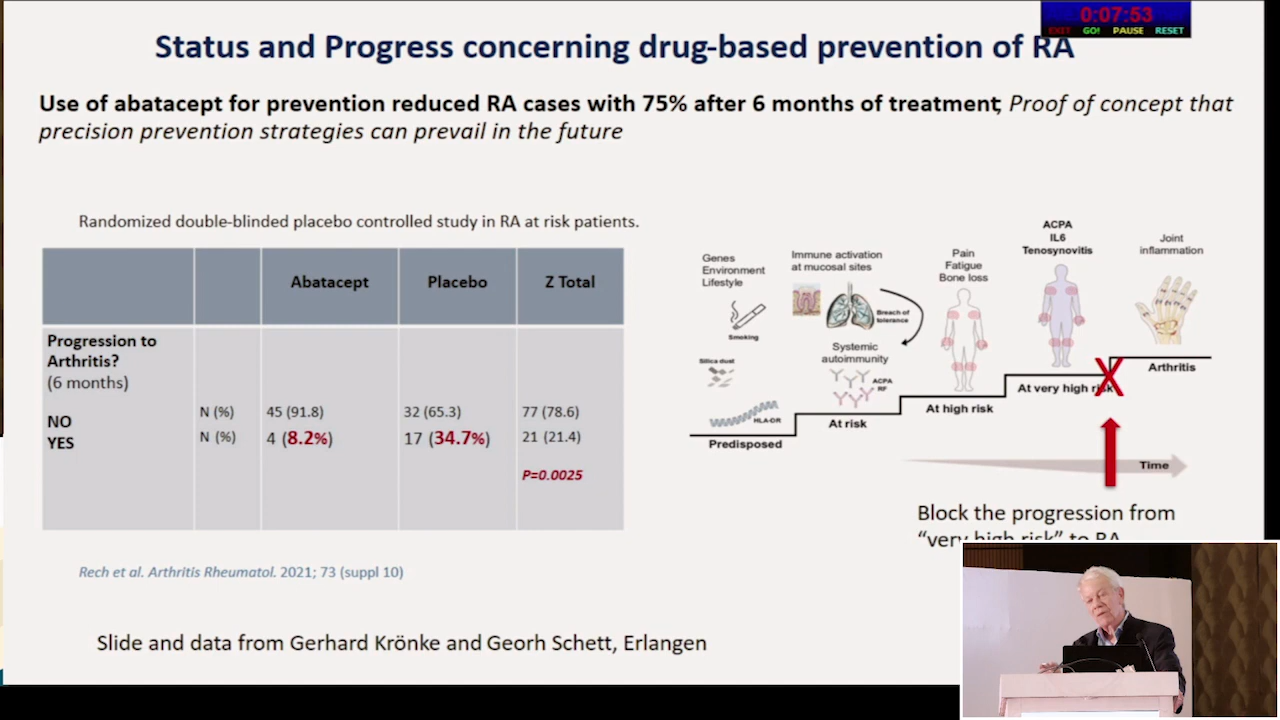 0:07:53
EXIT GO! PAUSE RESET
Status and Progress concerning drug-based prevention of RA
Use of abatacept for prevention reduced RA cases with 75% after 6 months of treatment; Proof of concept that
precision prevention strategies can prevail in the future
Randomized double-blinded placebo controlled study in RA at risk patients.
Abatacept Placebo Z Total
Progression to
Arthritis?
(6 months)
NO N (%) 45 (91.8) 32 (65.3) 77 (78.6)
YES N (%) 4 (8.2%) 17 (34.7%) 21 (21.4)
P=0.0025
Rech et al. Arthritis Rheumatol. 2021; 73 (suppl 10)
Slide and data from Gerhard Krönke and Georh Schett, Erlangen
Genes
Environment
Lifestyle
Smoking
Silica dust
HLA-DR
Predisposed
Immune activation
at mucosal sites
Breach of
tolerance
Systemic
autoimmunity
ACPA
RF
At risk
Pain
Fatigue
Bone loss
At high risk
ACPA
IL6
Tenosynovitis
At very high risk
Joint
inflammation
Arthritis
Time
Block the progression from
"very high risk" to RA